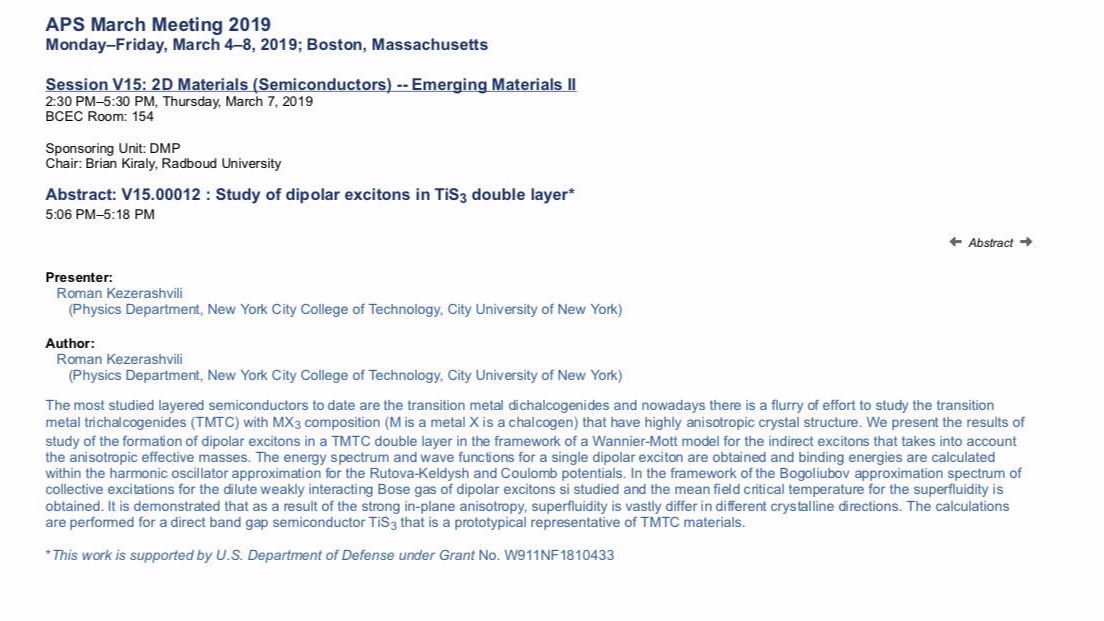 APS March Meeting 2019
Monday–Friday, March 4–8, 2019; Boston, Massachusetts
Session V15: 2D Materials (Semiconductors) -- Emerging Materials II
2:30 PM–5:30 PM, Thursday, March 7, 2019
BCEC Room: 154
Sponsoring Unit: DMP
Chair: Brian Kiraly, Radboud University
Abstract: V15.00012 : Study of dipolar excitons in TiS₃ double layer*
5:06 PM–5:18 PM
← Abstract →
Presenter:
Roman Kezerashvili
(Physics Department, New York City College of Technology, City University of New York)
Author:
Roman Kezerashvili
(Physics Department, New York City College of Technology, City University of New York)
The most studied layered semiconductors to date are the transition metal dichalcogenides and nowadays there is a flurry of effort to study the transition
metal trichalcogenides (TMTC) with MX₃ composition (M is a metal X is a chalcogen) that have highly anisotropic crystal structure. We present the results of
study of the formation of dipolar excitons in a TMTC double layer in the framework of a Wannier-Mott model for the indirect excitons that takes into account
the anisotropic effective masses. The energy spectrum and wave functions for a single dipolar exciton are obtained and binding energies are calculated
within the harmonic oscillator approximation for the Rutova-Keldysh and Coulomb potentials. In the framework of the Bogoliubov approximation spectrum of
collective excitations for the dilute weakly interacting Bose gas of dipolar excitons si studied and the mean field critical temperature for the superfluidity is
obtained. It is demonstrated that as a result of the strong in-plane anisotropy, superfluidity is vastly differ in different crystalline directions. The calculations
are performed for a direct band gap semiconductor TiS₃ that is a prototypical representative of TMTC materials.
*This work is supported by U.S. Department of Defense under Grant No. W911NF1810433